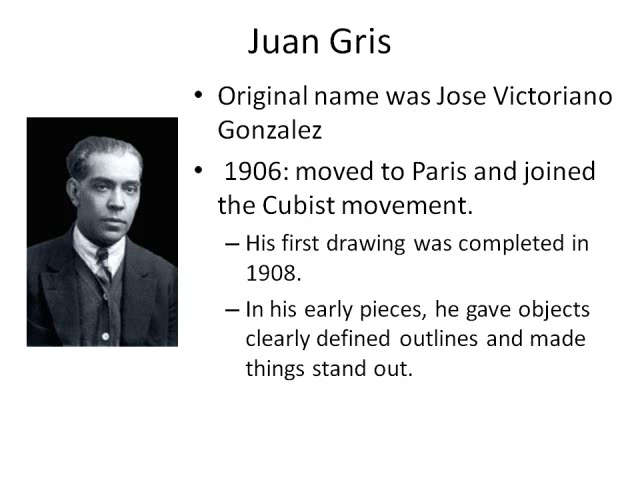 Juan Gris
• Original name was Jose Victoriano
Gonzalez
• 1906: moved to Paris and joined
the Cubist movement.
– His first drawing was completed in
1908.
– In his early pieces, he gave objects
clearly defined outlines and made
things stand out.